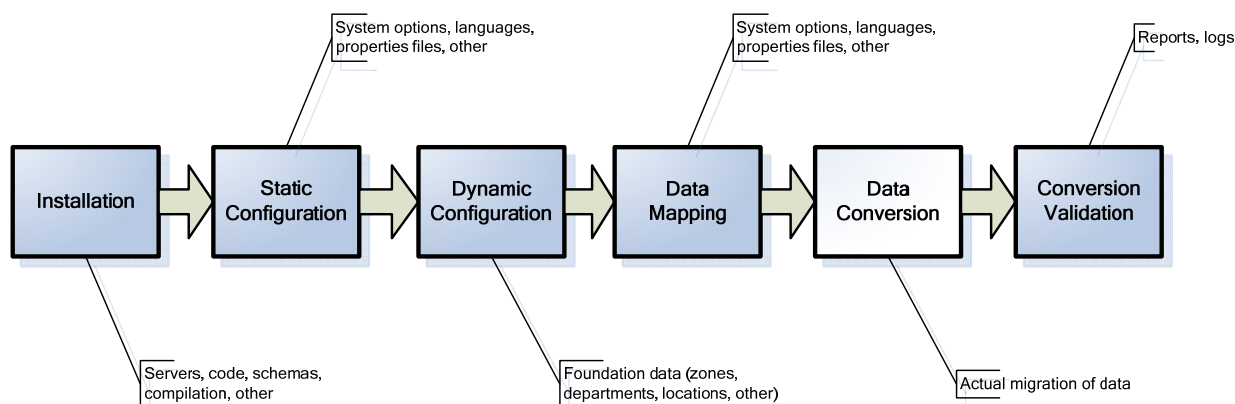 System options, languages,
properties files, other
System options, languages,
properties files, other
Reports, logs
Installation
Static
Configuration
Dynamic
Configuration
Data
Mapping
Data
Conversion
Conversion
Validation
Servers, code, schemas,
compilation, other
Foundation data (zones,
departments, locations, other)
Actual migration of data